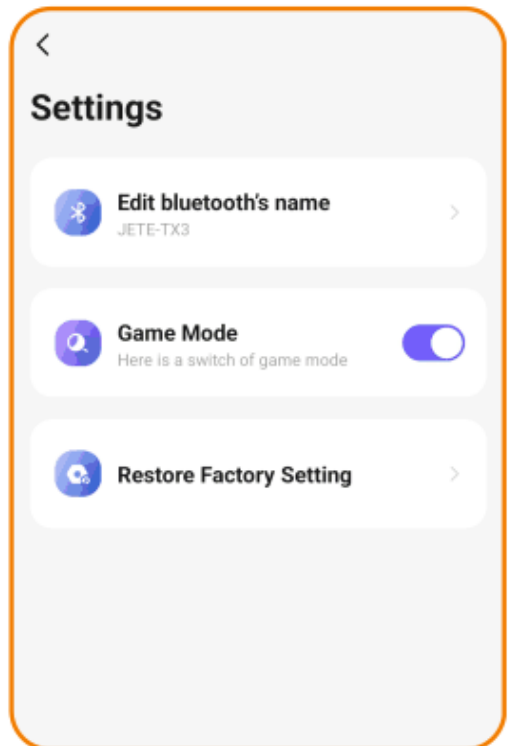 Settings
Edit bluetooth's name
JETE-TX3
Game Mode
Here is a switch of game mode
Restore Factory Setting